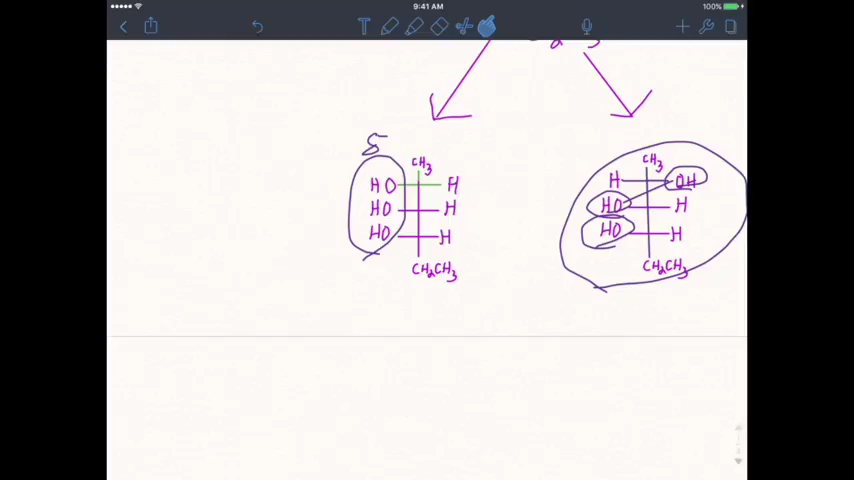 9:41 AM
100%
T
S
CH3
HO H
HO H
HO H
CH2CH3
CH3
H OH
HO H
HO H
CH2CH3